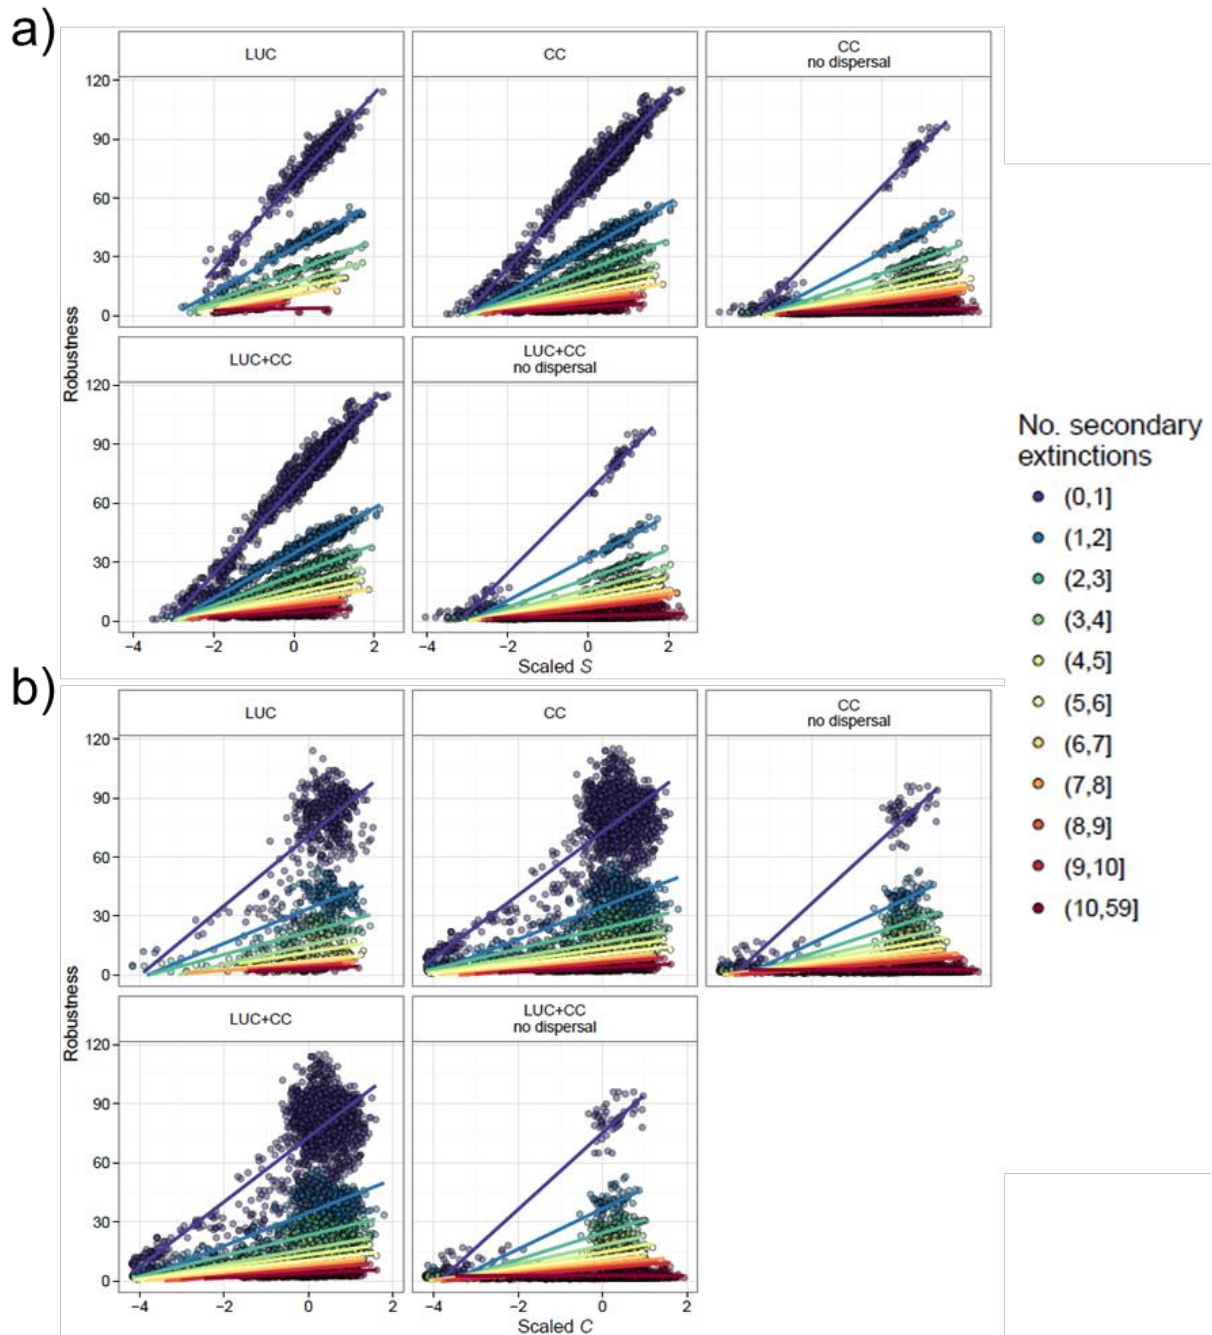 a)
LUC
CC
CC
no dispersal
120
90
60
30
0
LUC+CC
LUC+CC
no dispersal
Robustness
120
90
60
30
0
−4
−2
0
2
−4
−2
0
2
Scaled S
No. secondary
extinctions
(0,1]
(1,2]
(2,3]
(3,4]
(4,5]
(5,6]
(6,7]
(7,8]
(8,9]
(9,10]
(10,59]
b)
LUC
CC
CC
no dispersal
120
90
60
30
0
LUC+CC
LUC+CC
no dispersal
Robustness
120
90
60
30
0
−4
−2
0
2
−4
−2
0
2
Scaled C